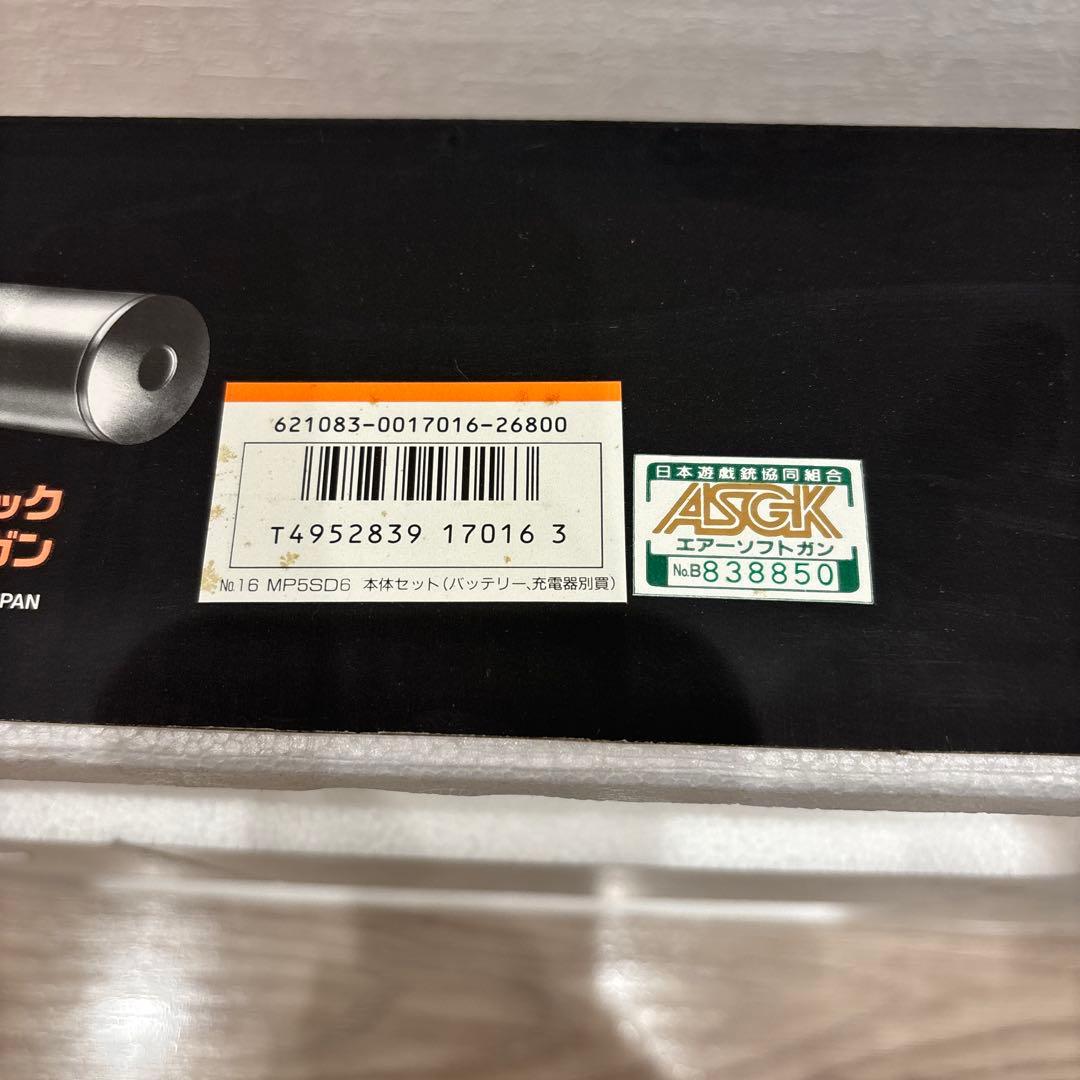 ック
ガン
PAN
621083-0017016-26800
T4952839 17016 3
No.16 MP5SD6 本体セット(バッテリー、充電器別買)
日本遊戯銃協同組合
ASGK
エアーソフトガン
No.B838850